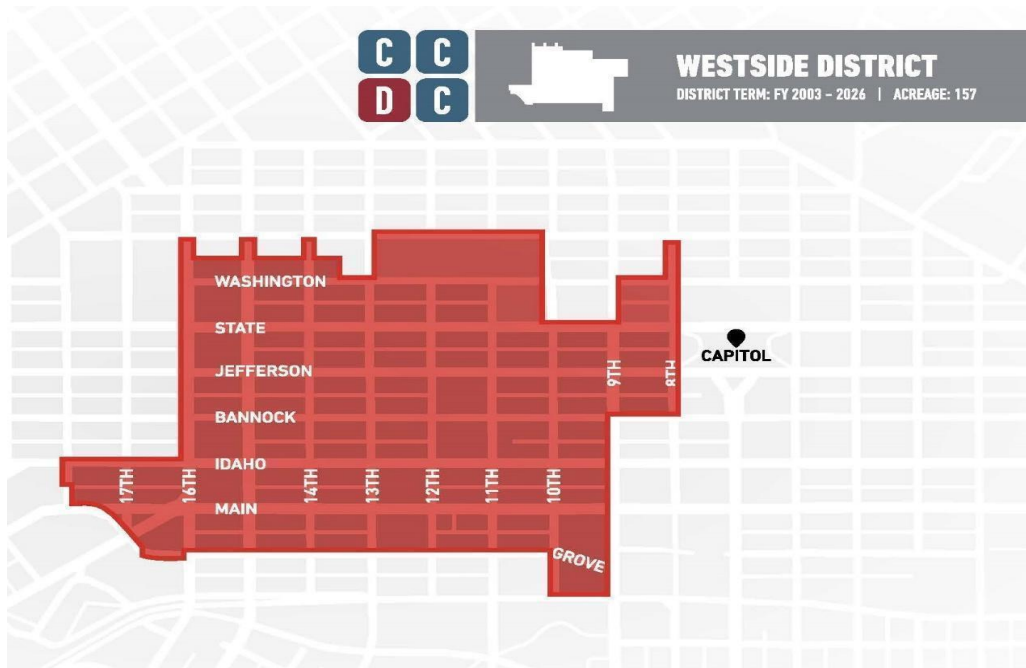 C C
D C
WESTSIDE DISTRICT
DISTRICT TERM: FY 2003 – 2026 | ACREAGE: 157
WASHINGTON
STATE
CAPITOL
JEFFERSON
9TH
8TH
BANNOCK
IDAHO
17TH
16TH
14TH
13TH
12TH
11TH
10TH
MAIN
GROVE